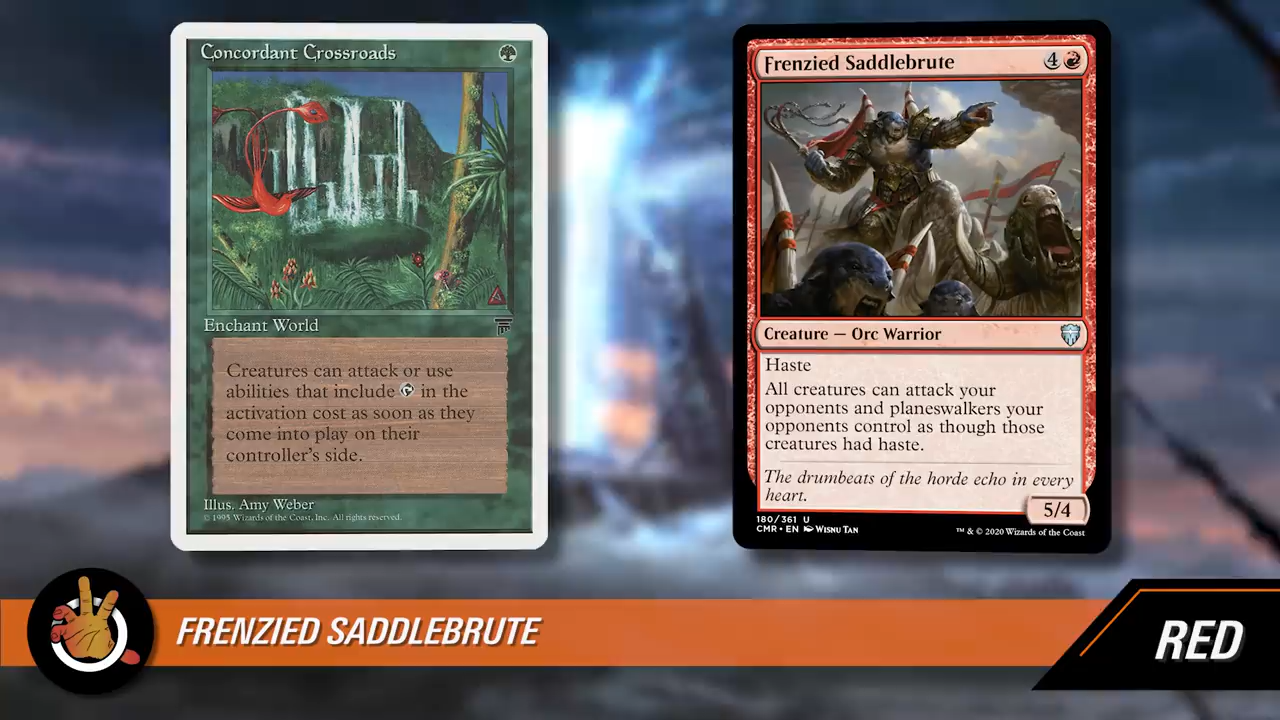 Concordant Crossroads
Enchant World
Creatures can attack or use
abilities that include in the
activation cost as soon as they
come into play on their
controller's side.
Illus. Amy Weber
© 1995 Wizards of the Coast, Inc. All rights reserved.
Frenzied Saddlebrute 4
Creature — Orc Warrior
Haste
All creatures can attack your
opponents and planeswalkers your
opponents control as though those
creatures had haste.
The drumbeats of the horde echo in every
heart.
5/4
180/361 U
CMR • EN Wisnu Tan
™ & © 2020 Wizards of the Coast
FRENZIED SADDLEBRUTE
RED